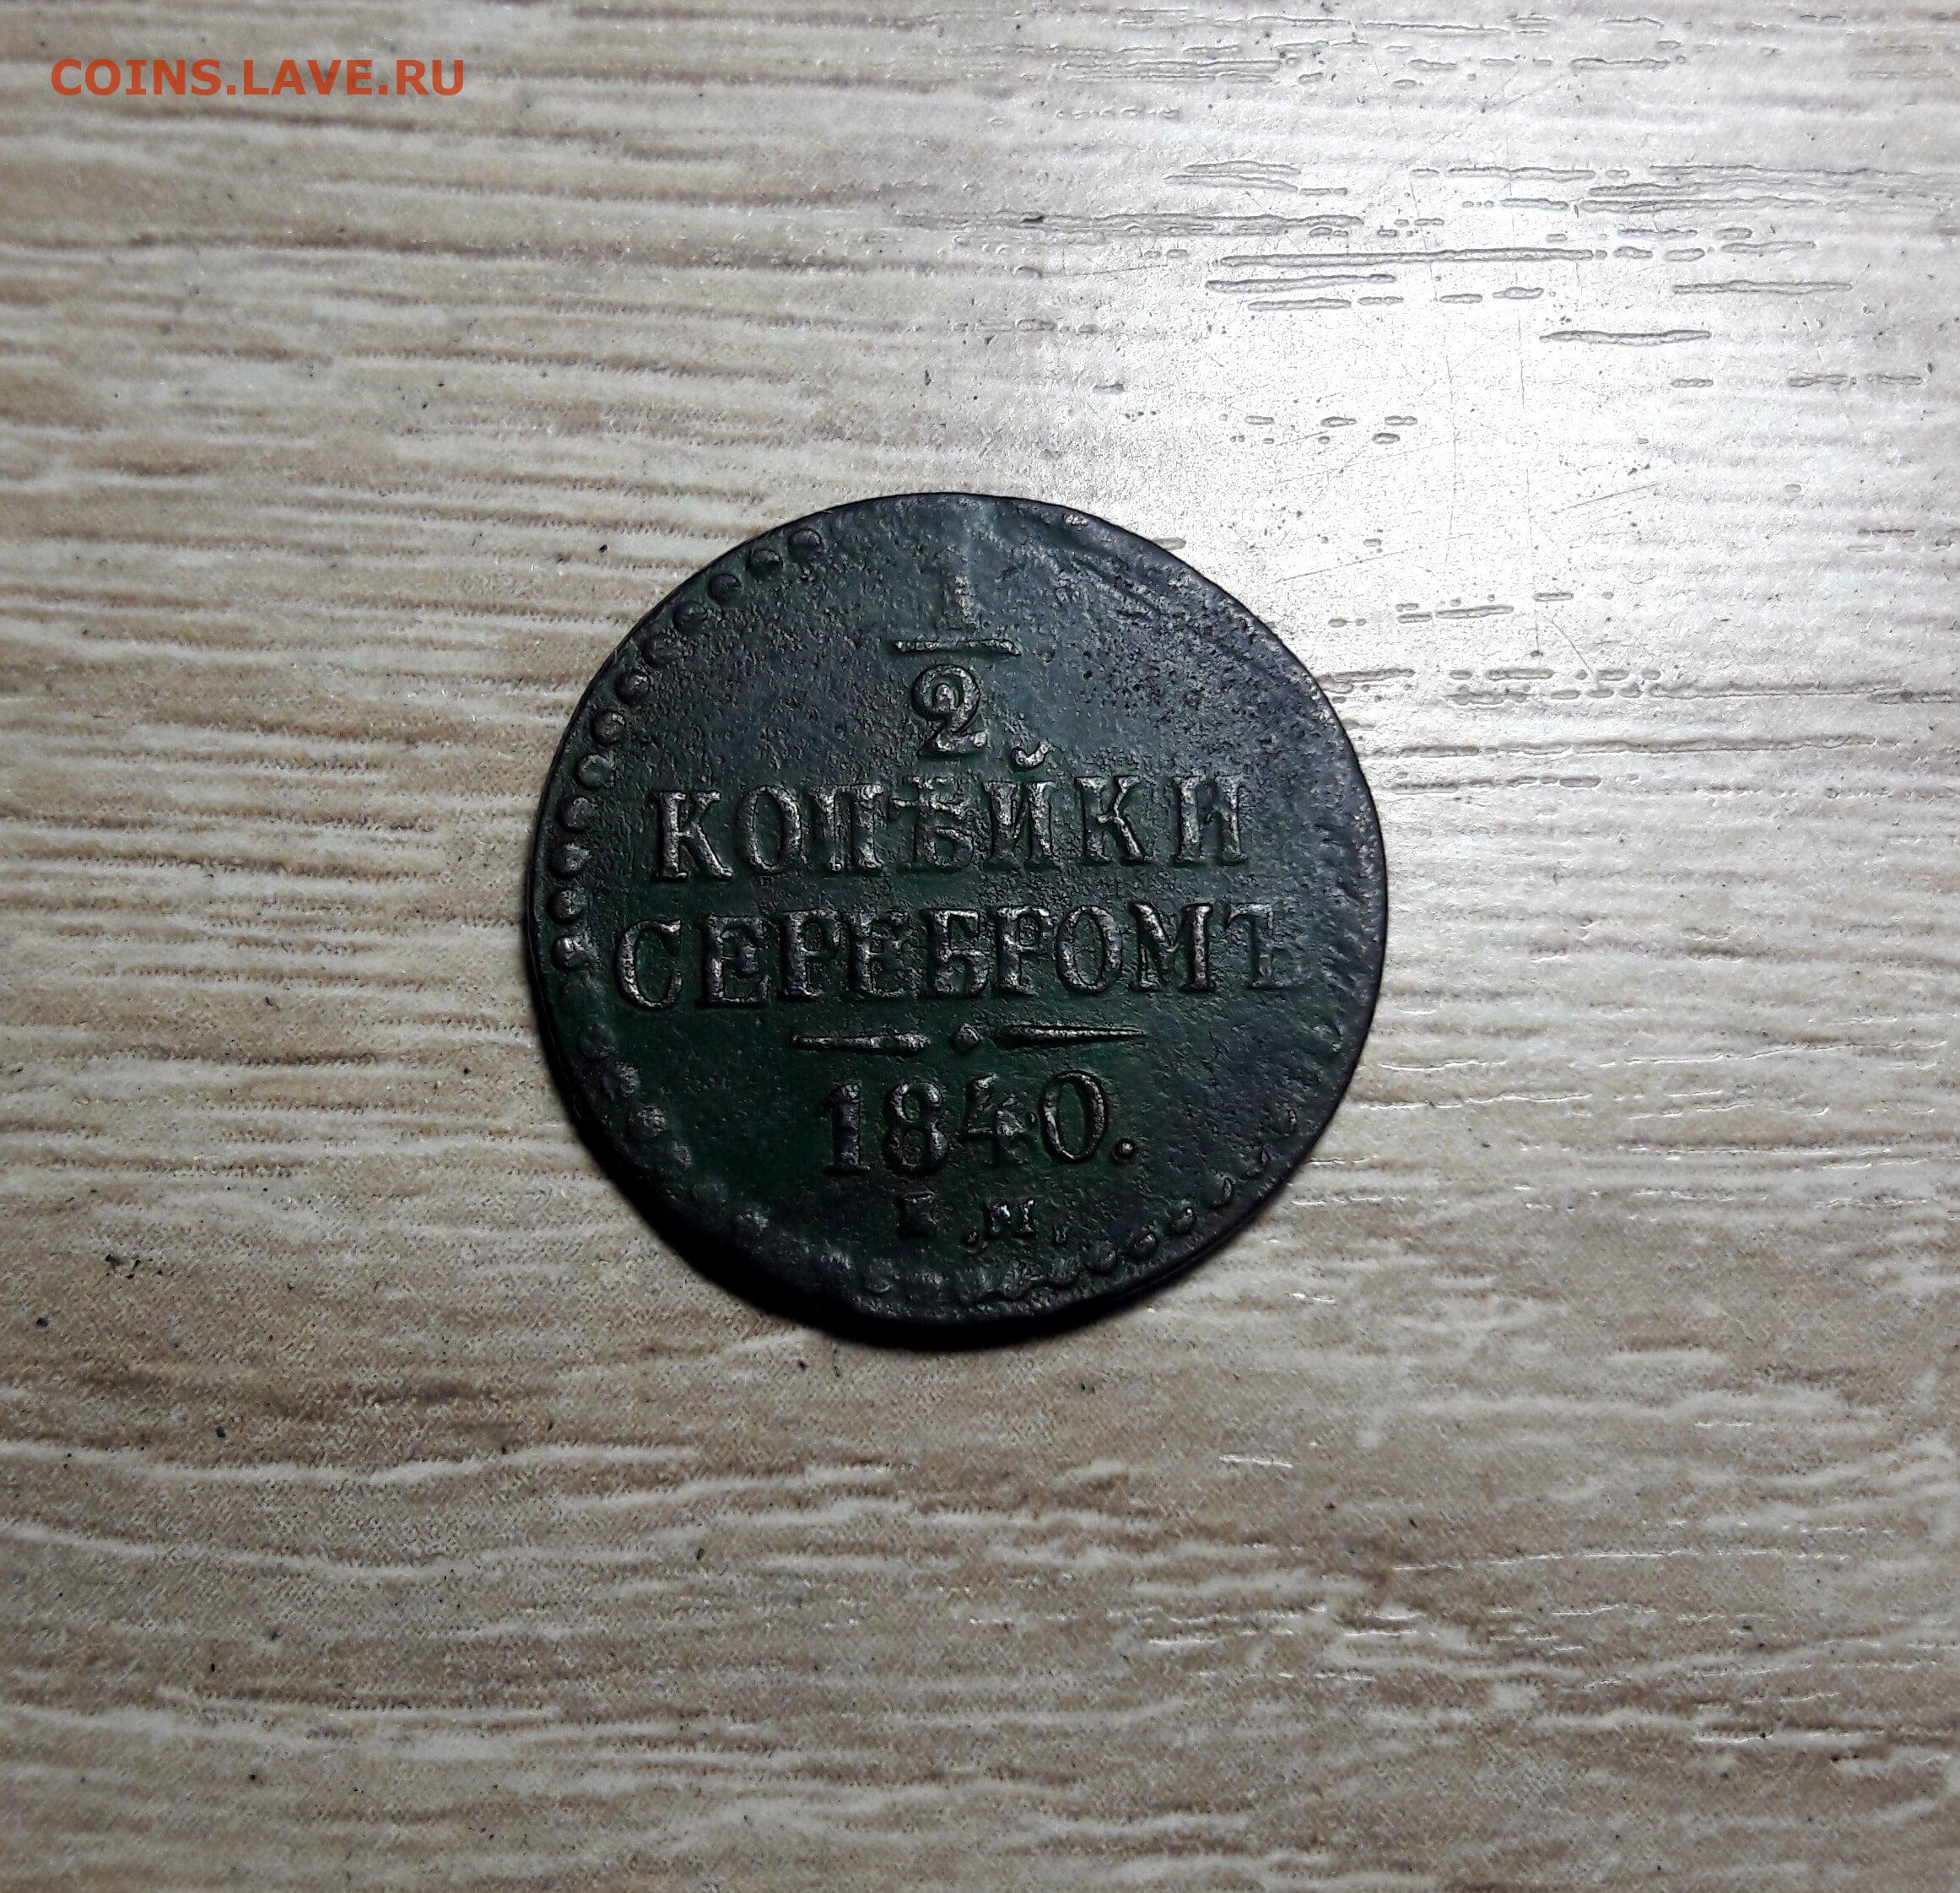 COINS.LAVE.RU
1
2
КОПѢЙКИ
СЕРЕБРОМЪ
1840.
Е.М.